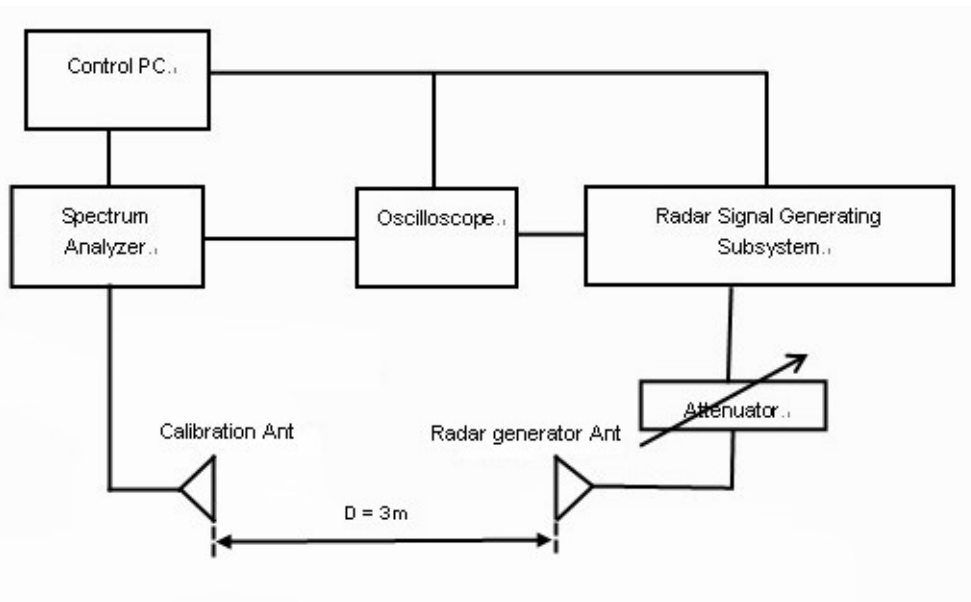 Control PC
Spectrum
Analyzer
Oscilloscope
Radar Signal Generating
Subsystem
Attenuator
Calibration Ant
Radar generator Ant
D = 3m